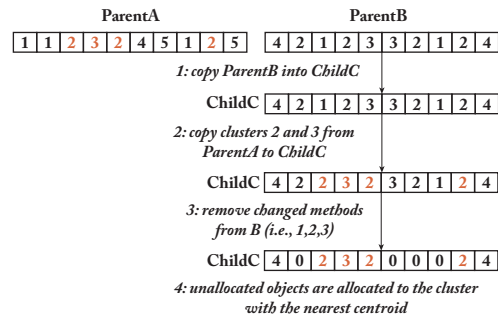 ParentA ParentB
1 1 2 3 2 4 5 1 2 5 4 2 1 2 3 3 2 1 2 4
1: copy ParentB into ChildC
ChildC 4 2 1 2 3 3 2 1 2 4
2: copy clusters 2 and 3 from
ParentA to ChildC
ChildC 4 2 2 3 2 3 2 1 2 4
3: remove changed methods
from B (i.e., 1,2,3)
ChildC 4 0 2 3 2 0 0 0 2 4
4: unallocated objects are allocated to the cluster
with the nearest centroid